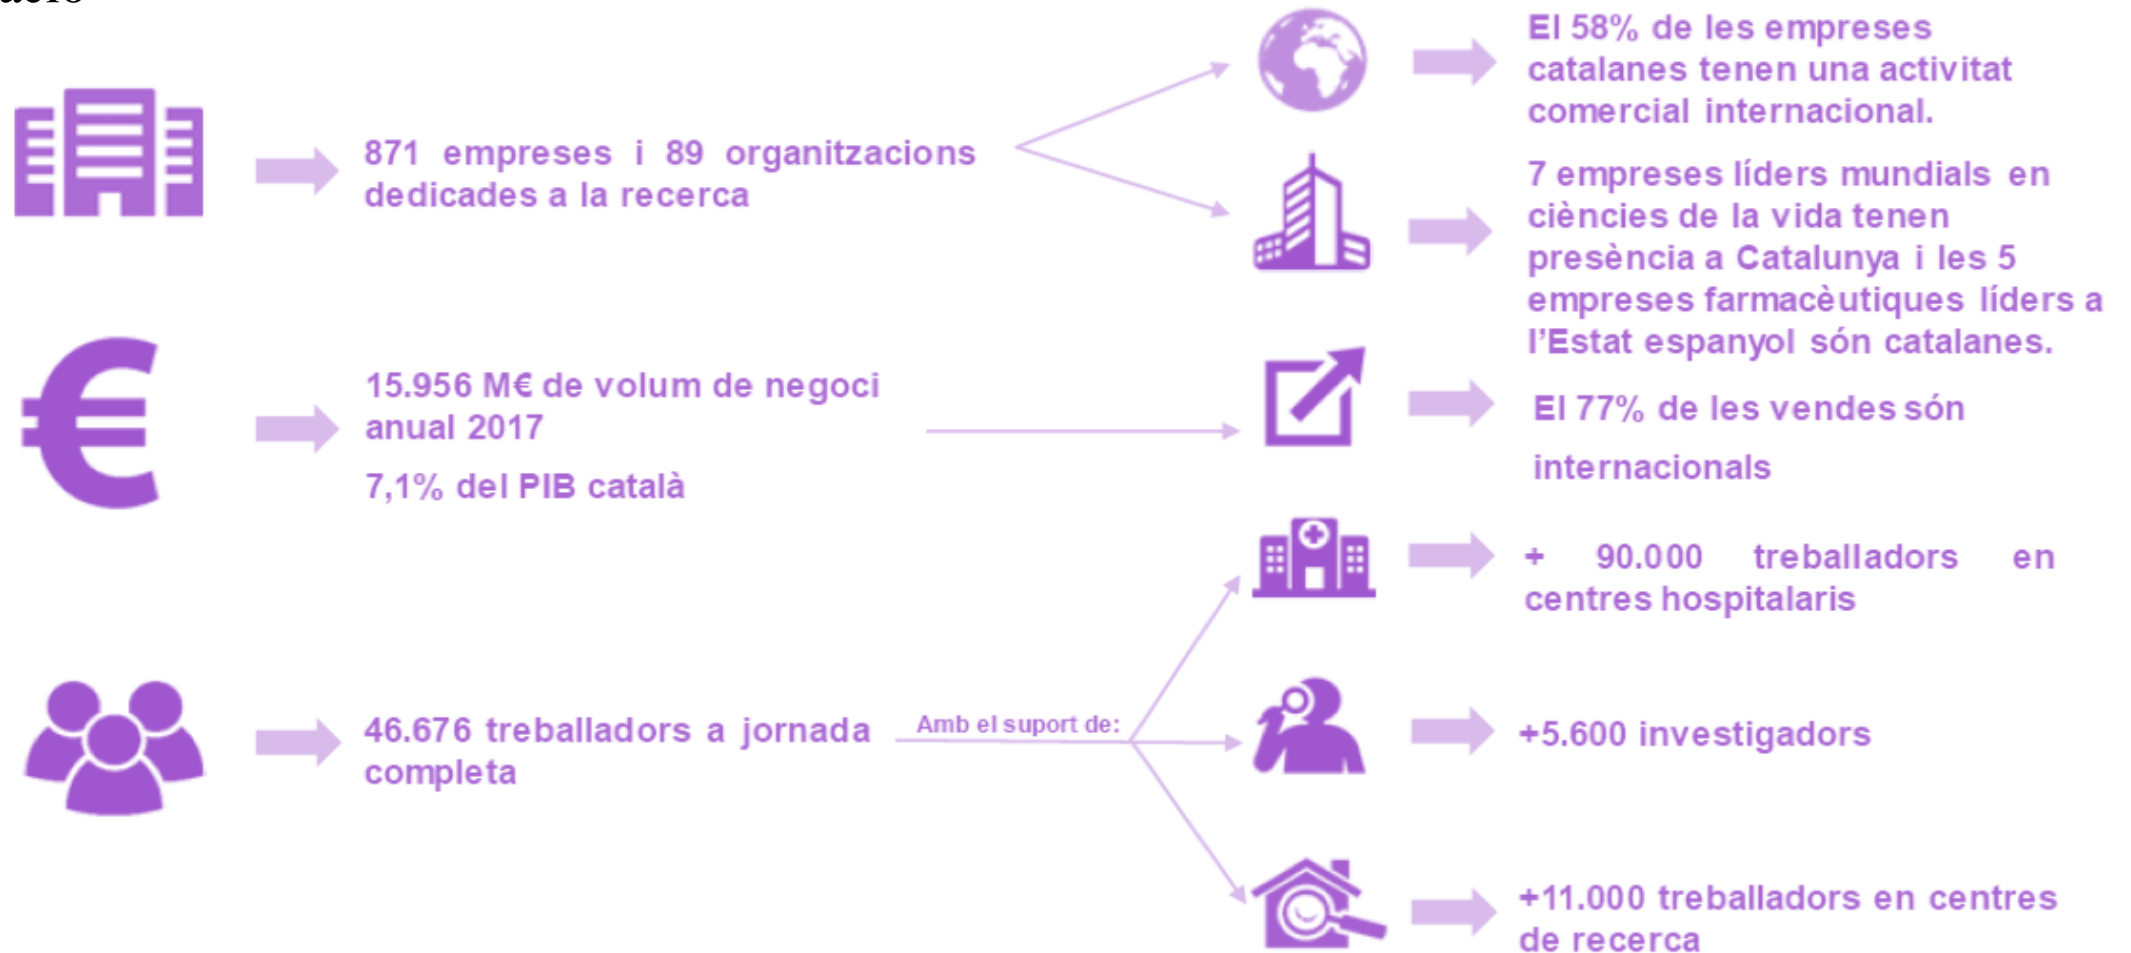 871 empreses i 89 organitzacions
dedicades a la recerca
El 58% de les empreses
catalanes tenen una activitat
comercial internacional.
7 empreses líders mundials en
ciències de la vida tenen
presència a Catalunya i les 5
empreses farmacèutiques líders a
l’Estat espanyol són catalanes.
15.956 M€ de volum de negoci
anual 2017
7,1% del PIB català
El 77% de les vendes són
internacionals
46.676 treballadors a jornada
completa
Amb el suport de:
+ 90.000 treballadors en
centres hospitalaris
+5.600 investigadors
+11.000 treballadors en centres
de recerca